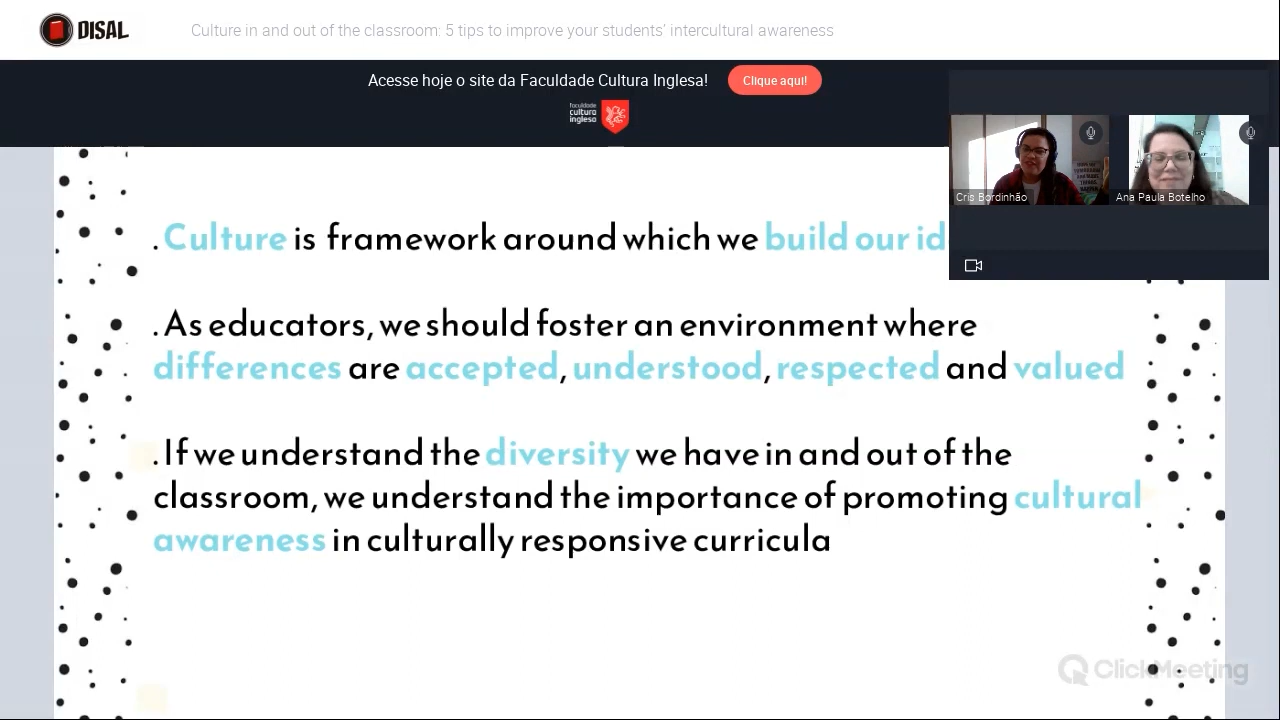 DISAL
Culture in and out of the classroom: 5 tips to improve your students’ intercultural awareness
Acesse hoje o site da Faculdade Cultura Inglesa!
Clique aqui!
faculdade
cultura
inglesa
Cris Bordinhão
Ana Paula Botelho
. Culture is framework around which we build our id
. As educators, we should foster an environment where
differences are accepted, understood, respected and valued
. If we understand the diversity we have in and out of the
classroom, we understand the importance of promoting cultural
awareness in culturally responsive curricula
ClickMeeting